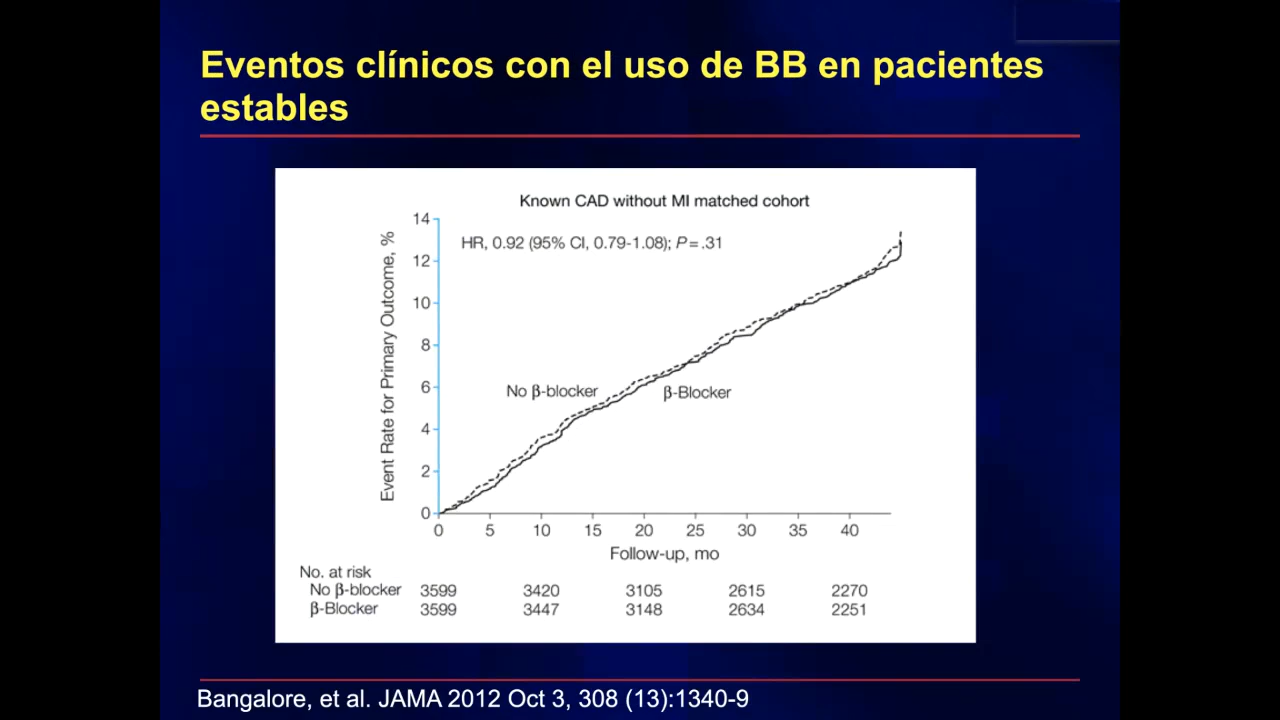 Eventos clínicos con el uso de BB en pacientes
estables
Known CAD without MI matched cohort
HR, 0.92 (95% CI, 0.79-1.08); P=.31
Event Rate for Primary Outcome, %
14
12
10
8
6
4
2
0
No β-blocker
β-Blocker
0 5 10 15 20 25 30 35 40
Follow-up, mo
No. at risk
No β-blocker 3599 3420 3105 2615 2270
β-Blocker 3599 3447 3148 2634 2251
Bangalore, et al. JAMA 2012 Oct 3, 308 (13):1340-9